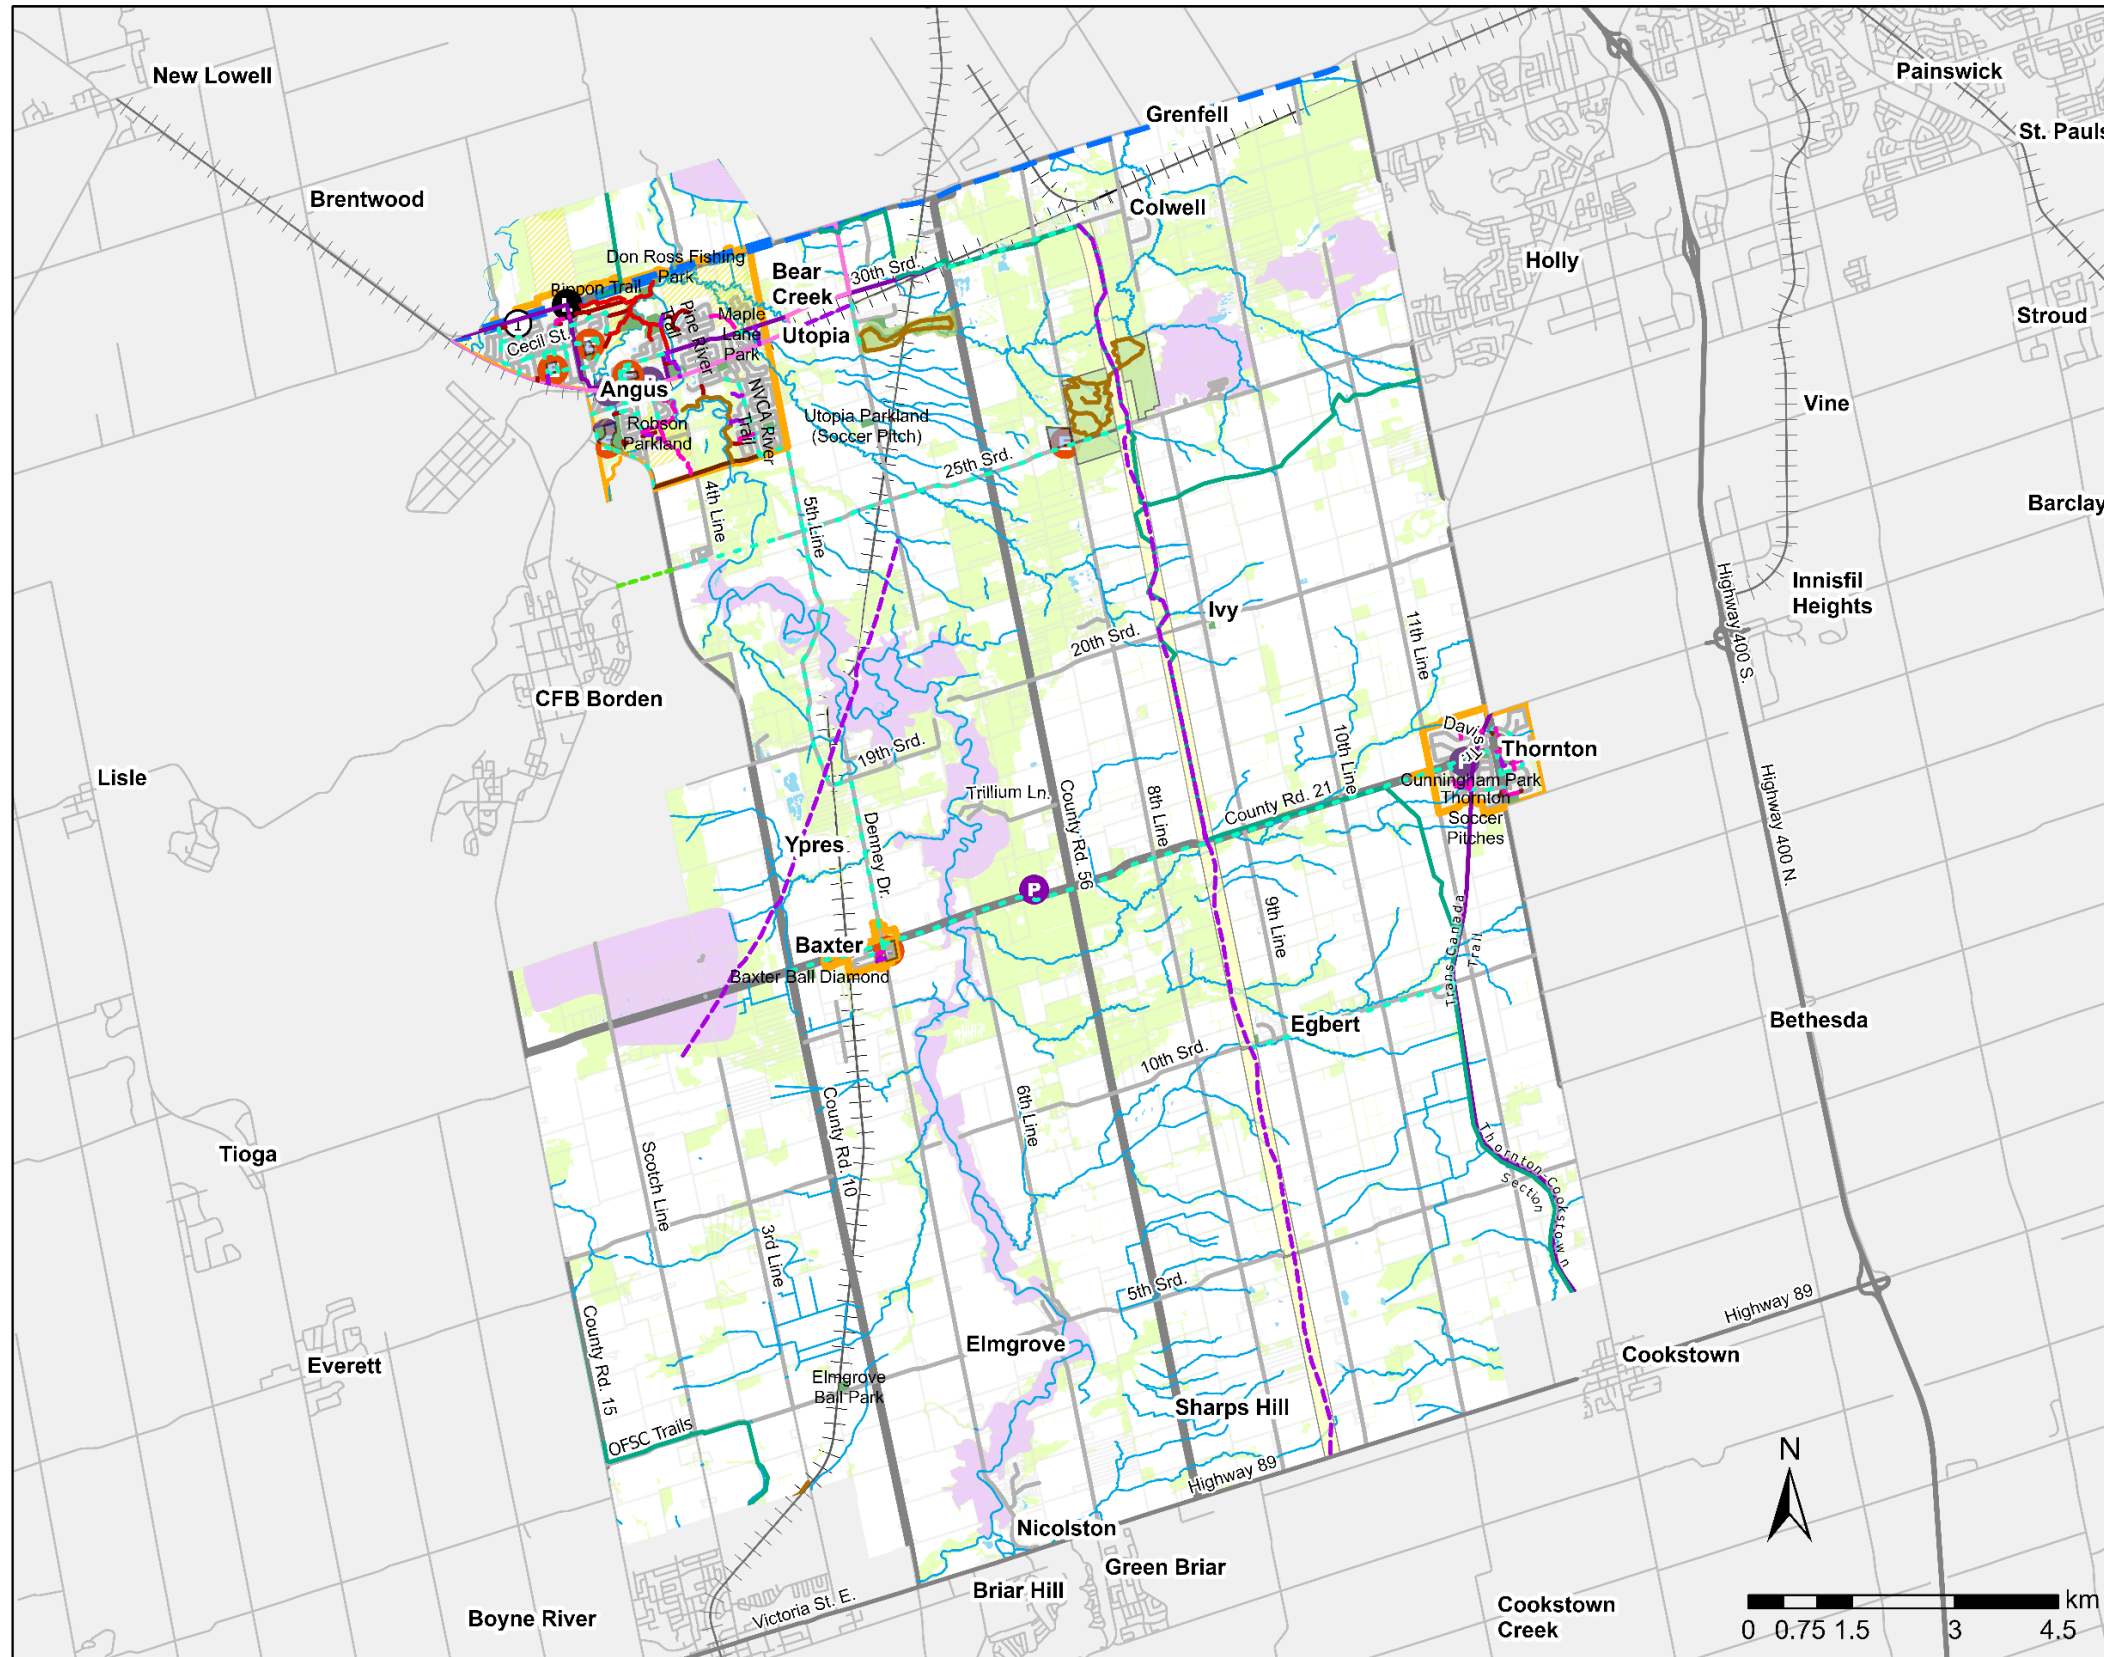 New Lowell
Painswick
Grenfell
St. Pauls
Brentwood
Colwell
Don Ross Fishing
Park
Bear
Creek
30th Srd.
Holly
Rippon Trail
Stroud
Cecil St.
Pine River
Trail
Maple
Lane
Park
Utopia
Angus
NVCA River
Trail
Vine
Robson
Parkland
Utopia Parkland
(Soccer Pitch)
25th Srd.
4th Line
5th Line
Barclay
Innisfil
Heights
Highway 400 S.
Ivy
11th Line
20th Srd.
CFB Borden
19th Srd.
10th Line
Davis
Thornton
Lisle
Trillium Ln.
County Rd. 56
8th Line
County Rd. 21
Cunningham Park
Thornton
Soccer
Pitches
Highway 400 N.
Ypres
Denney Dr.
P
9th Line
Baxter
Baxter Ball Diamond
Trans Canada
Trail
Egbert
Bethesda
10th Srd.
County Rd. 10
6th Line
Tioga
Scotch Line
Thornton-Cookstown
Section
3rd Line
5th Srd.
County Rd. 15
Highway 89
Elmgrove
Everett
Cookstown
Elmgrove
Ball Park
Sharps Hill
OFSC Trails
N
Highway 89
Nicolston
Green Briar
Briar Hill
Victoria St. E.
Boyne River
Cookstown
Creek
km
0 0.75 1.5 3 4.5